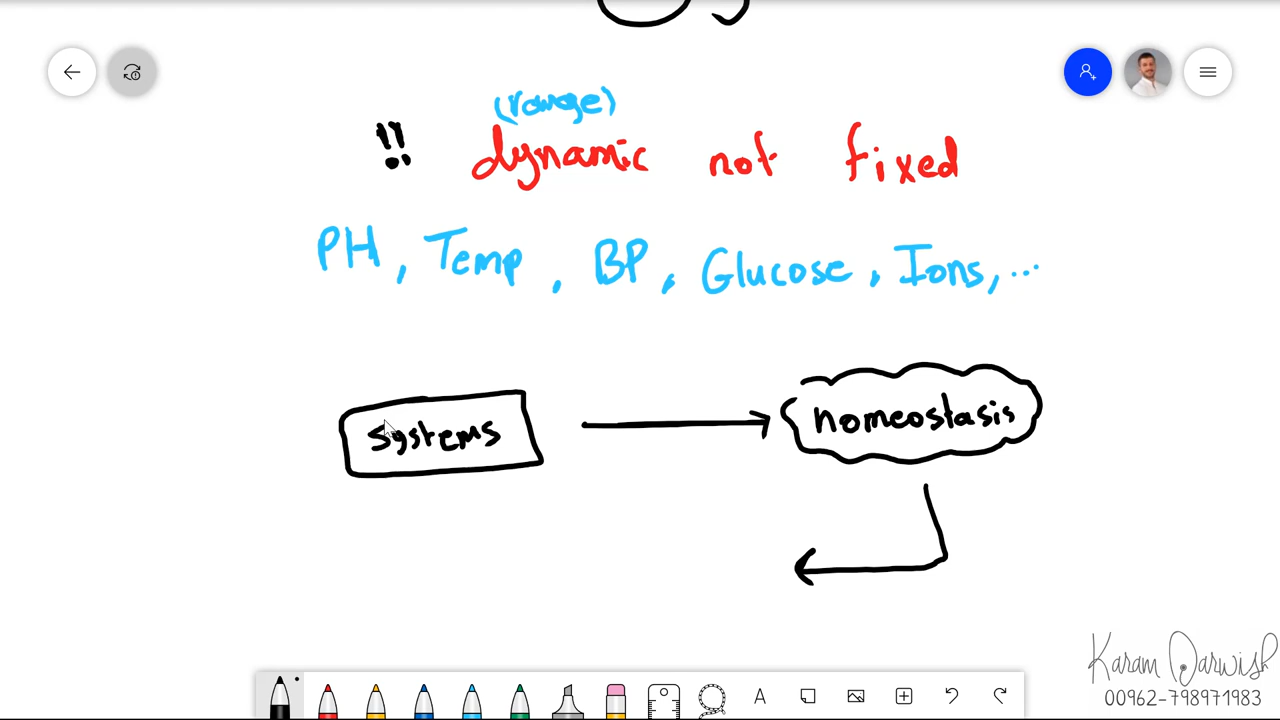 (range)
!! dynamic not fixed
PH, Temp, BP, Glucose, Ions, ...
systems
homeostasis
A
Karam Darwish
00962-798971983